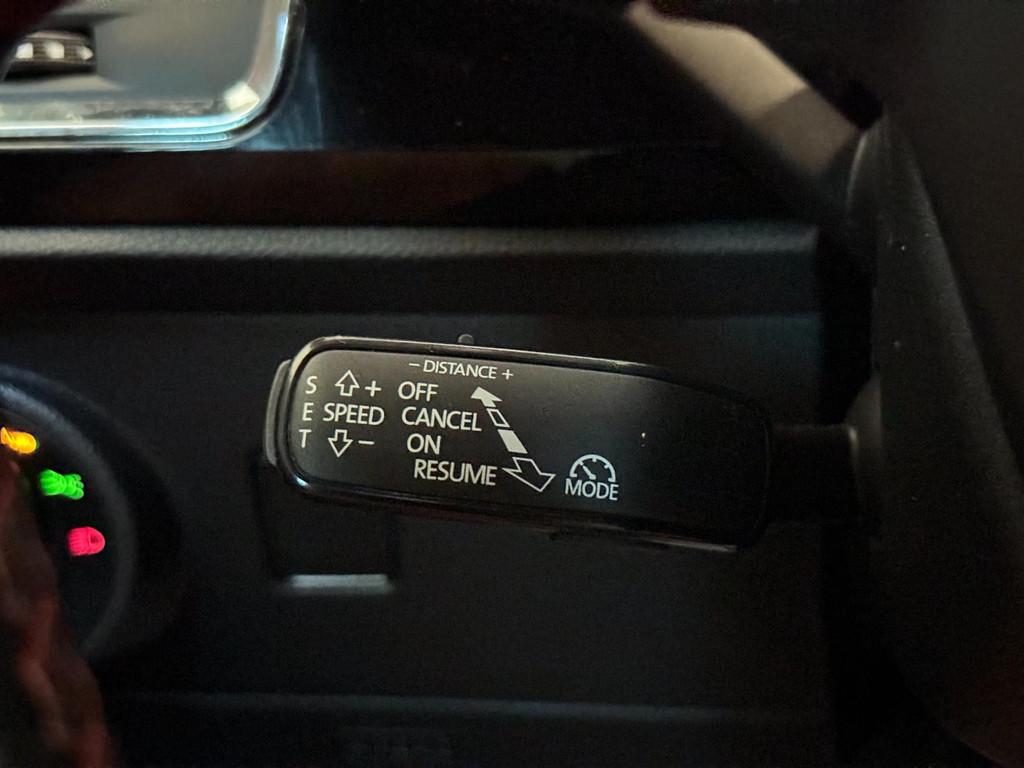 − DISTANCE +
S + OFF
E SPEED CANCEL
T − ON
RESUME
MODE